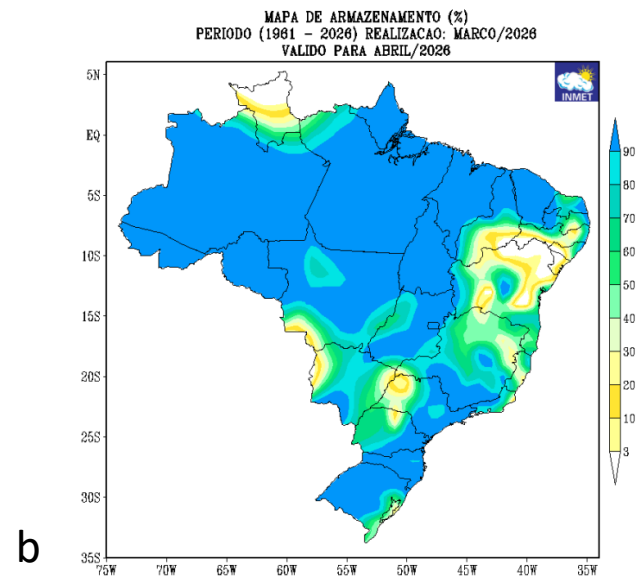 MAPA DE ARMAZENAMENTO (%)
PERIODO (1961 - 2026) REALIZACAO: MARCO/2026
VALIDO PARA ABRIL/2026
INMET
5N
EQ
5S
10S
15S
20S
25S
30S
35S
75W
70W
65W
60W
55W
50W
45W
40W
35W
90
80
70
60
50
40
30
20
10
3
b